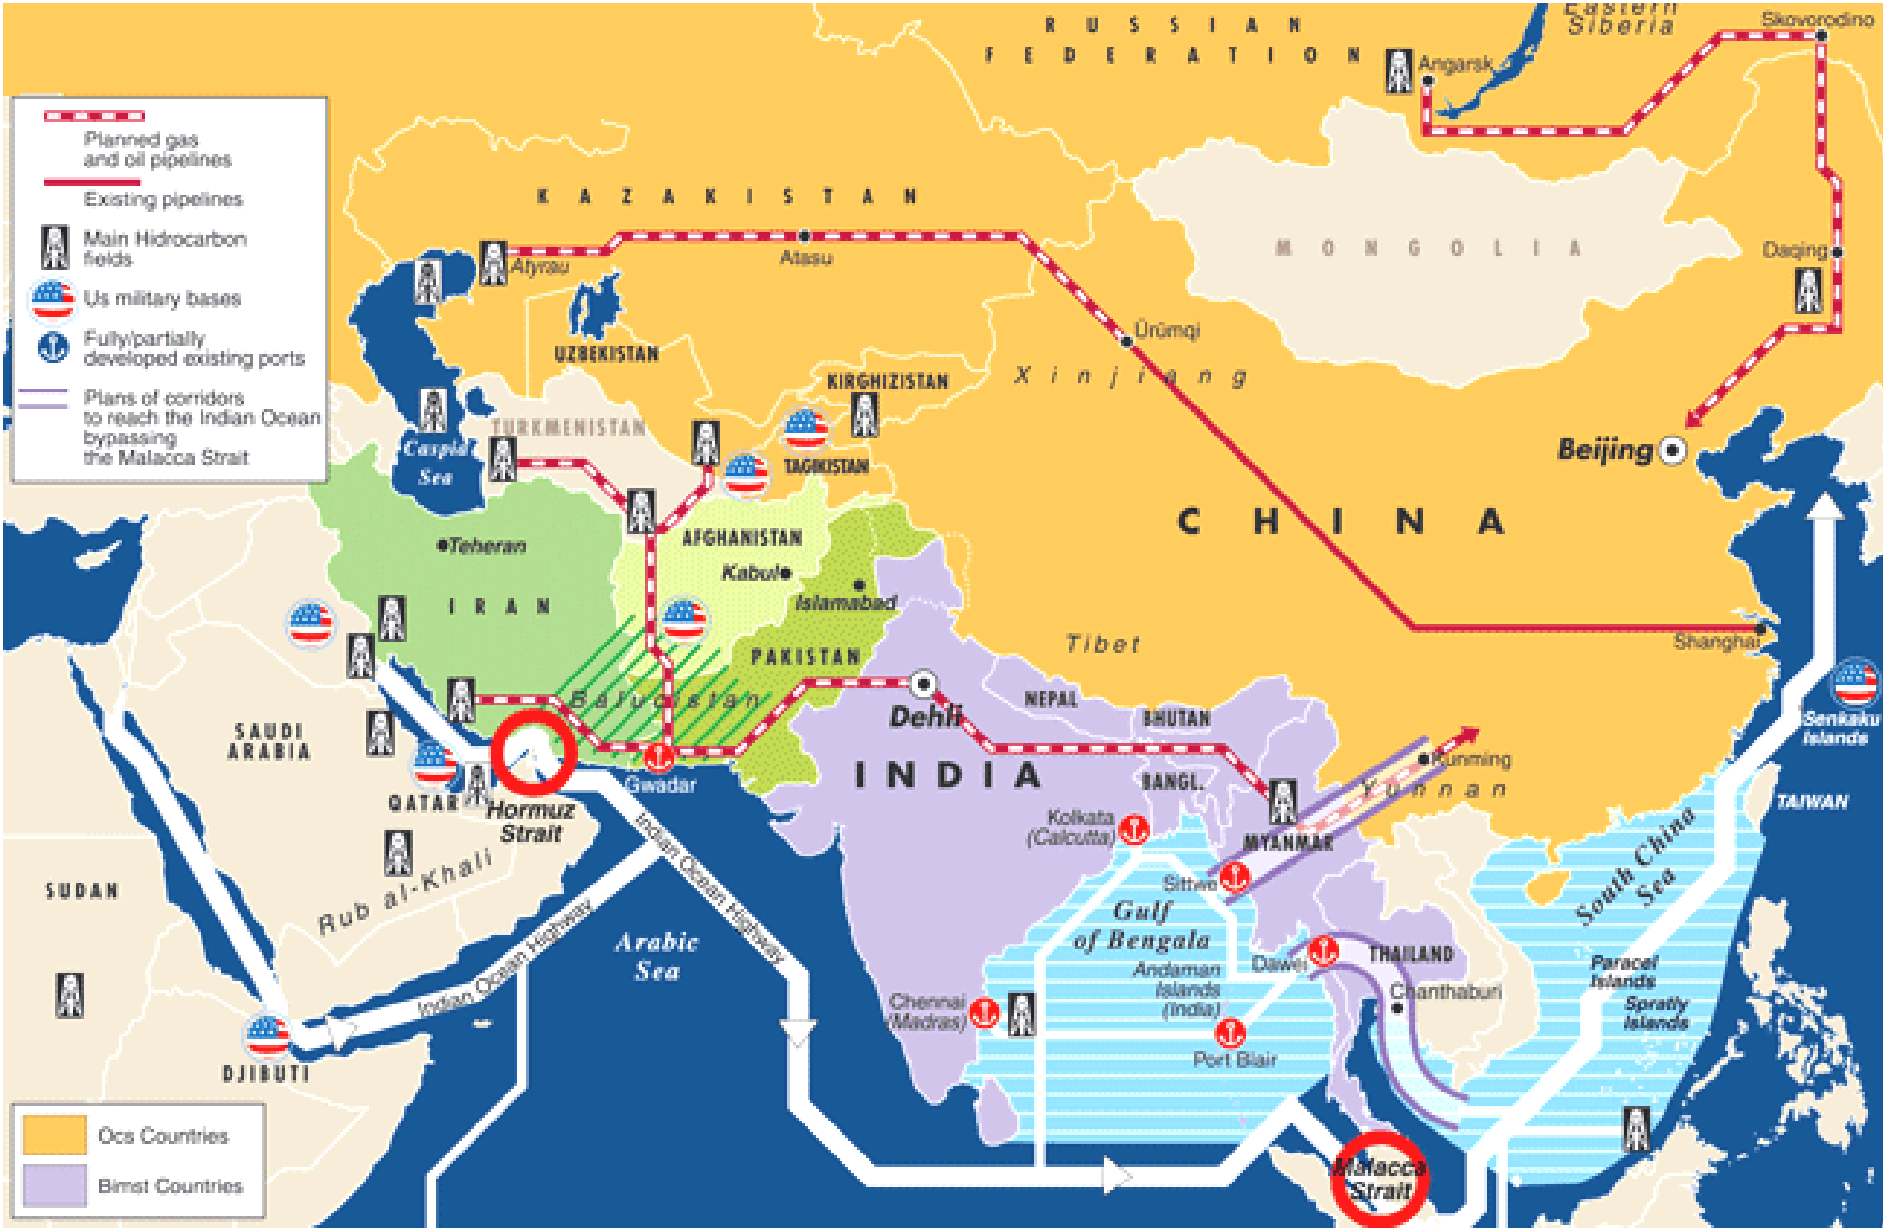 RUSSIAN
FEDERATION
Eastern
Siberia
Skovorodino
Angarsk
Planned gas
and oil pipelines
Existing pipelines
Main Hidrocarbon
fields
Us military bases
Fully/partially
developed existing ports
Plans of corridors
to reach the Indian Ocean
bypassing
the Malacca Strait
KAZAKISTAN
MONGOLIA
Atyrau
Atasu
Daqing
Ürümqi
UZBEKISTAN
KIRGHIZISTAN
Xinjiang
TURKMENISTAN
Caspia
Sea
TAGIKISTAN
Beijing
CHINA
AFGHANISTAN
Teheran
Kabul
Islamabad
IRAN
Tibet
Shanghai
PAKISTAN
Balucistan
NEPAL
BHUTAN
Dehli
Senkaku
Islands
SAUDI
ARABIA
INDIA
BANGL.
Kunming
Yunnan
Gwadar
QATAR
Hormuz
Strait
TAIWAN
Kolkata
(Calcutta)
MYANMAR
Indian Ocean Highway
South China
Sea
SUDAN
Rub al-Khali
Sittwe
Gulf
of Bengala
Arabic
Sea
Indian Ocean Highway
Dawei
THAILAND
Andaman
Islands
(India)
Paracel
Islands
Chanthaburi
Chennai
(Madras)
Spratly
Islands
Port Blair
DJIBUTI
Ocs Countries
Bimst Countries
Malacca
Strait